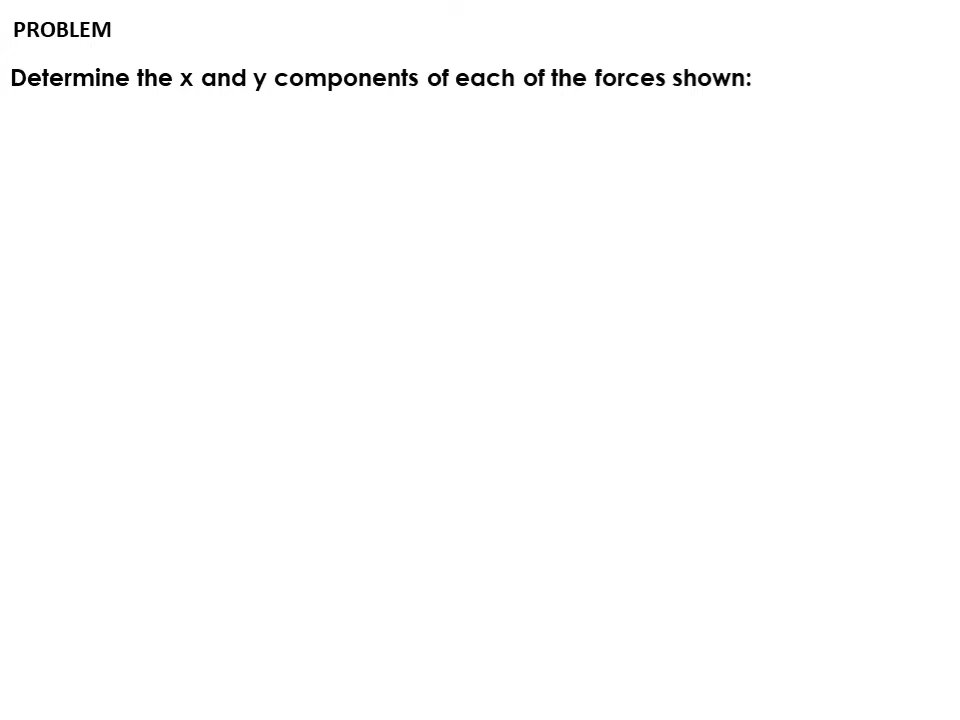 PROBLEM
Determine the x and y components of each of the forces shown: